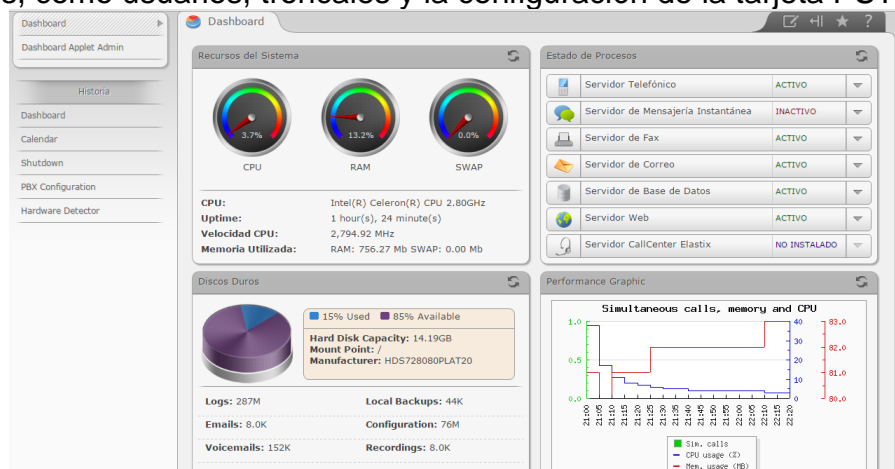 s, como usuarios, troncales y la configuración de la tarjeta
Dashboard
Dashboard Applet Admin
Historia
Dashboard
Calendar
Shutdown
PBX Configuration
Hardware Detector
Dashboard
?
Recursos del Sistema
3.7%
13.2%
0.0%
CPU
RAM
SWAP
CPU: Intel(R) Celeron(R) CPU 2.80GHz
Uptime: 1 hour(s), 24 minute(s)
Velocidad CPU: 2,794.92 MHz
Memoria Utilizada: RAM: 756.27 Mb SWAP: 0.00 Mb
Estado de Procesos
Servidor Telefónico ACTIVO
Servidor de Mensajería Instantánea INACTIVO
Servidor de Fax ACTIVO
Servidor de Correo ACTIVO
Servidor de Base de Datos ACTIVO
Servidor Web ACTIVO
Servidor CallCenter Elastix NO INSTALADO
Discos Duros
15% Used 85% Available
Hard Disk Capacity: 14.19GB
Mount Point: /
Manufacturer: HDS728080PLAT20
Logs: 287M Local Backups: 44K
Emails: 8.0K Configuration: 76M
Voicemails: 152K Recordings: 8.0K
Performance Graphic
Simultaneous calls, memory and CPU
1.0 40 83.0
30 82.0
0.5 20 81.0
10
0.0 80.0
21:00 21:05 21:10 21:15 21:20 21:25 21:30 21:35 21:40 21:45 21:50 21:55 22:00 22:05 22:10 22:15 22:20
Sim. calls
CPU usage (%)
Mem. usage (MB)